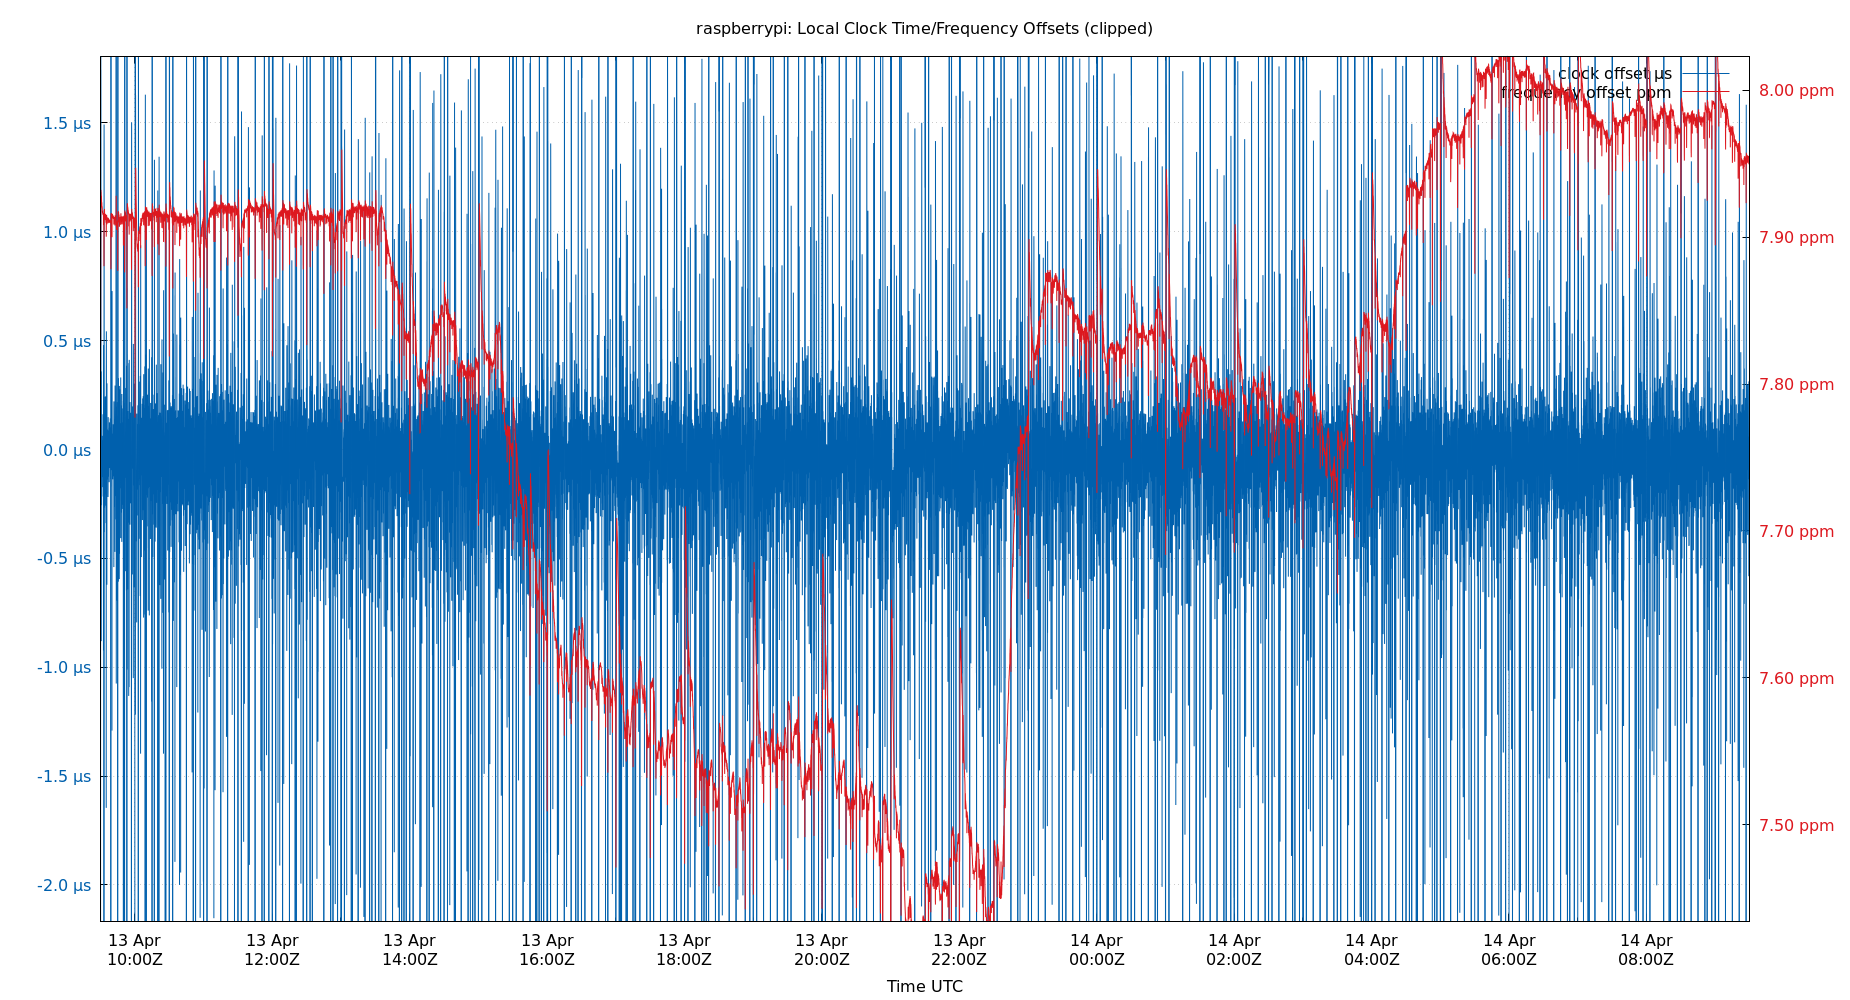 raspberrypi: Local Clock Time/Frequency Offsets (clipped)
clock offset µs
frequency offset ppm
1.5 µs
1.0 µs
0.5 µs
0.0 µs
-0.5 µs
-1.0 µs
-1.5 µs
-2.0 µs
8.00 ppm
7.90 ppm
7.80 ppm
7.70 ppm
7.60 ppm
7.50 ppm
13 Apr 13 Apr 13 Apr 13 Apr 13 Apr 13 Apr 13 Apr 14 Apr 14 Apr 14 Apr 14 Apr 14 Apr
10:00Z 12:00Z 14:00Z 16:00Z 18:00Z 20:00Z 22:00Z 00:00Z 02:00Z 04:00Z 06:00Z 08:00Z
Time UTC